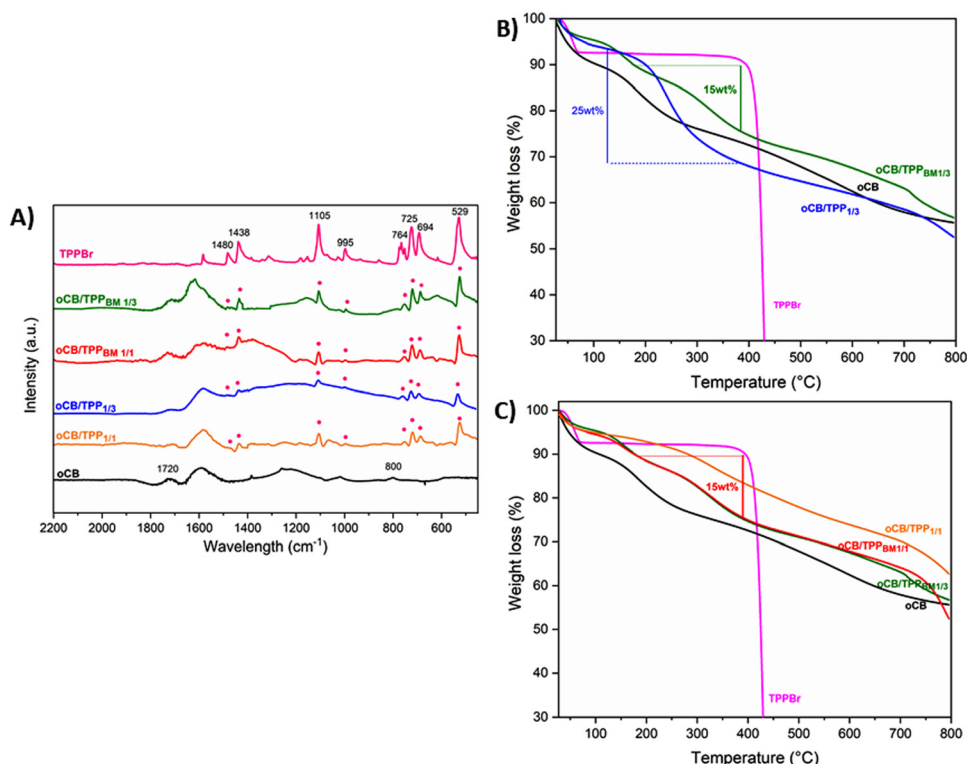 A)
Intensity (a.u.)
TPPBr
1480
1438
1105
995
764
725
694
529
oCB/TPP BM 1/3
oCB/TPP BM 1/1
oCB/TPP1/3
oCB/TPP1/1
oCB
1720
800
2200 2000 1800 1600 1400 1200 1000 800 600
Wavelength (cm-1)
B)
Weight loss (%)
100
90
80
70
60
50
40
30
15wt%
25wt%
oCB/TPPBM1/3
oCB
oCB/TPP1/3
TPPBr
100 200 300 400 500 600 700 800
Temperature (°C)
C)
Weight loss (%)
100
90
80
70
60
50
40
30
15wt%
oCB/TPP1/1
oCB/TPPBM1/1
oCB/TPPBM1/3
oCB
TPPBr
100 200 300 400 500 600 700 800
Temperature (°C)